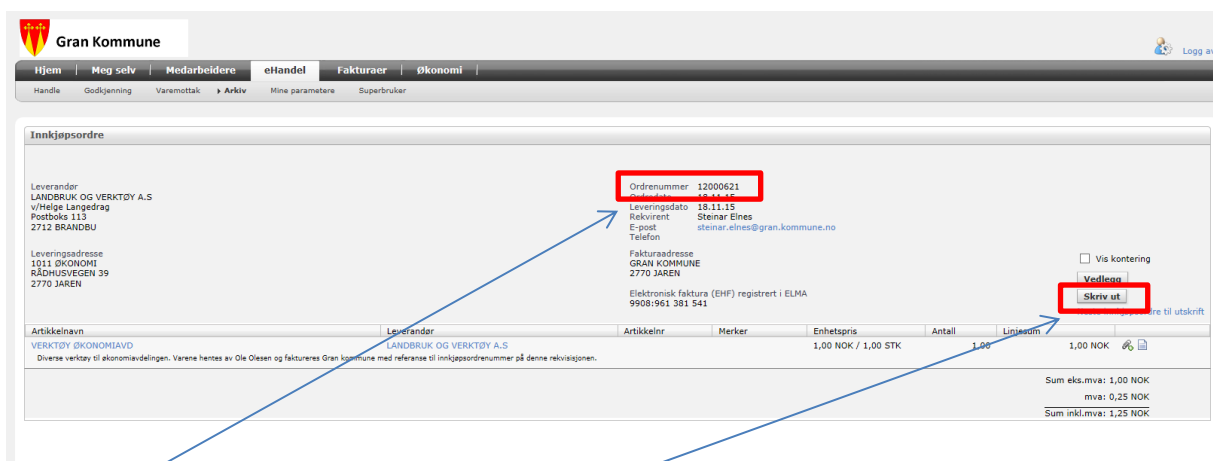 Gran Kommune
Logg av
Hjem | Meg selv | Medarbeidere eHandel Fakturaer | Økonomi |
Handle Godkjenning Varemottak Arkiv Mine parametere Superbruker
Innkjøpsordre
Leverandør
LANDBRUK OG VERKTØY A.S
v/Helge Langedrag
Postboks 113
2712 BRANDBU
Leveringsadresse
1011 ØKONOMI
RÅDHUSVEGEN 39
2770 JAREN
Ordrenummer 12000621
Ordredato 18.11.15
Leveringsdato 18.11.15
Rekvirent Steinar Elnes
E-post steinar.elnes@gran.kommune.no
Telefon
Fakturaadresse
GRAN KOMMUNE
2770 JAREN
Elektronisk faktura (EHF) registrert i ELMA
9908:961 381 541
Vis kontering
Vedlegg
Skriv ut
innkjøpsordre til utskrift
Artikkelnavn Leverandør Artikkelnr Merker Enhetspris Antall Linjesum
VERKTØY ØKONOMIAVD LANDBRUK OG VERKTØY A.S 1,00 NOK / 1,00 STK 1,00 1,00 NOK
Diverse verktøy til økonomiavdelingen. Varene hentes av Ole Olesen og faktureres Gran kommune med referanse til innkjøpsordrenummer på denne rekvisisjonen.
Sum eks.mva: 1,00 NOK
mva: 0,25 NOK
Sum inkl.mva: 1,25 NOK